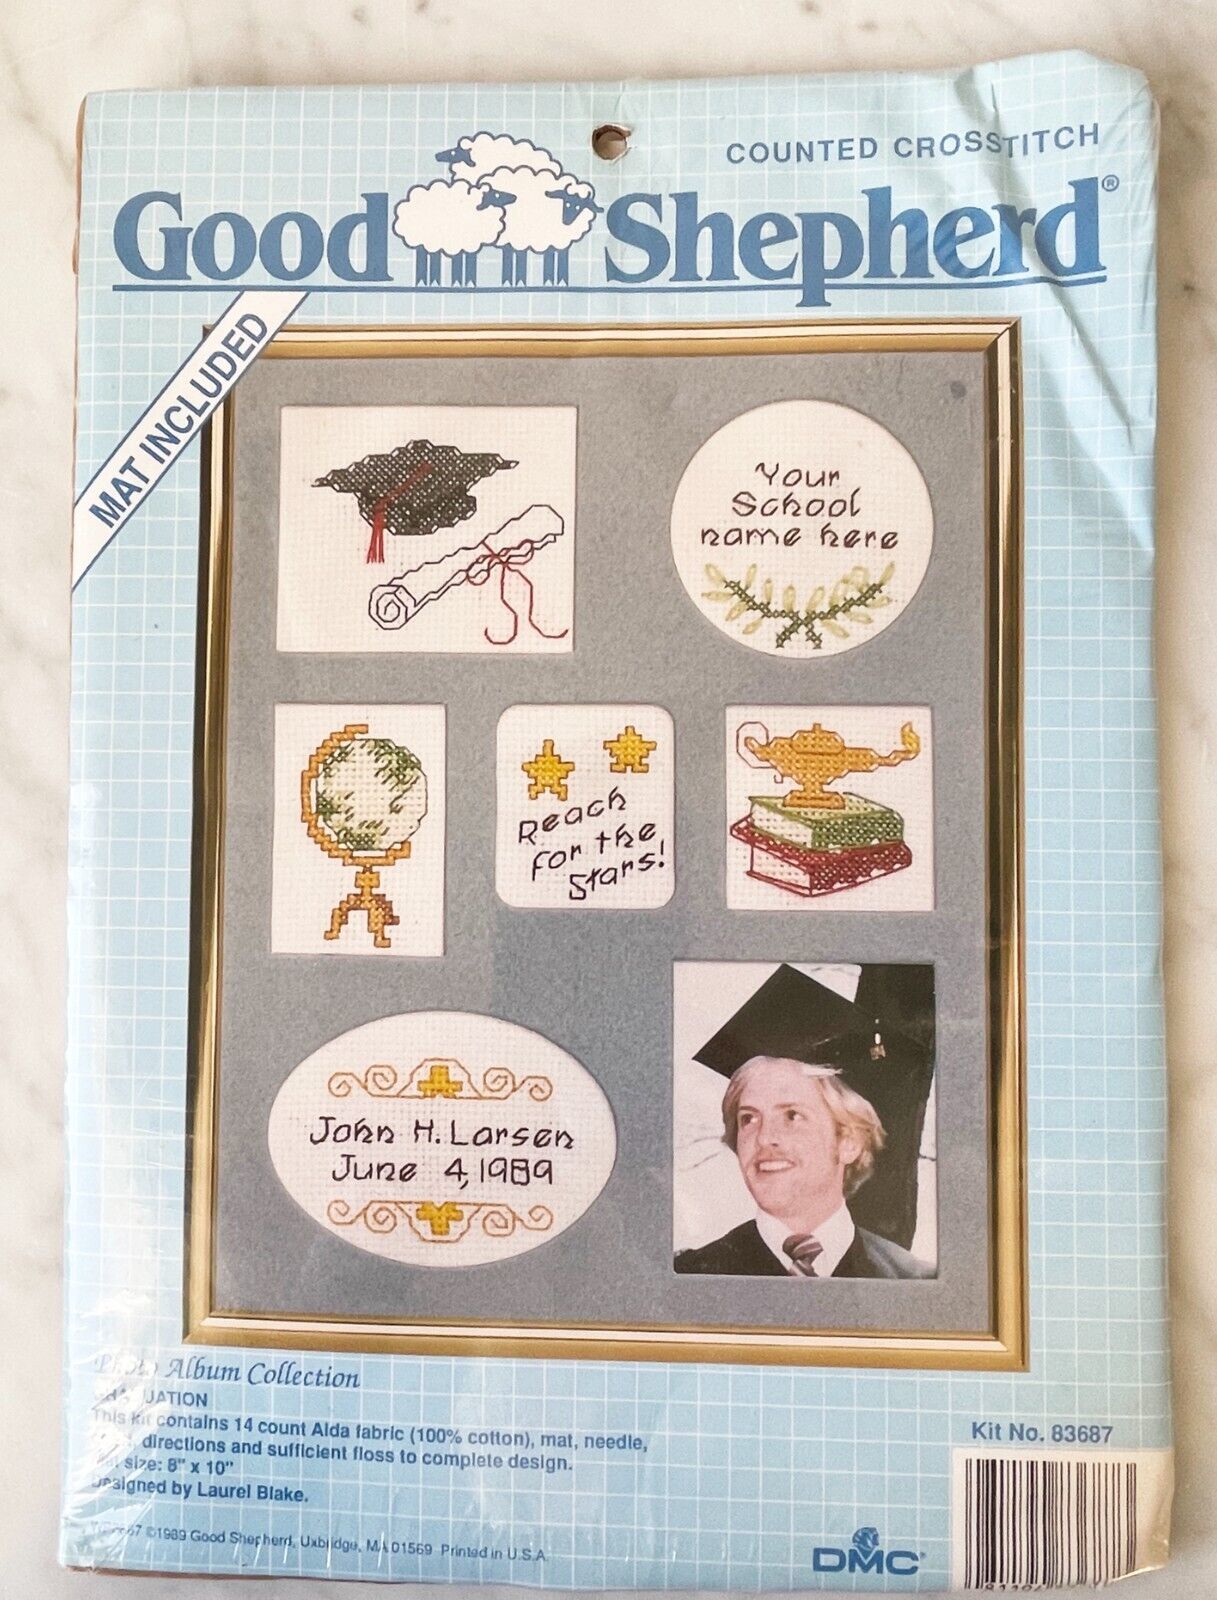 COUNTED CROSSTITCH
Good Shepherd®
MAT INCLUDED
Your
School
name here
Reach
for the
Stars!
John H. Larsen
June 4, 1989
Photo Album Collection
GRADUATION
This kit contains 14 count Aida fabric (100% cotton), mat, needle,
directions and sufficient floss to complete design.
size: 8" x 10"
Designed by Laurel Blake.
©1989 Good Shepherd, Uxbridge, MA 01569 Printed in U.S.A.
Kit No. 83687
DMC®